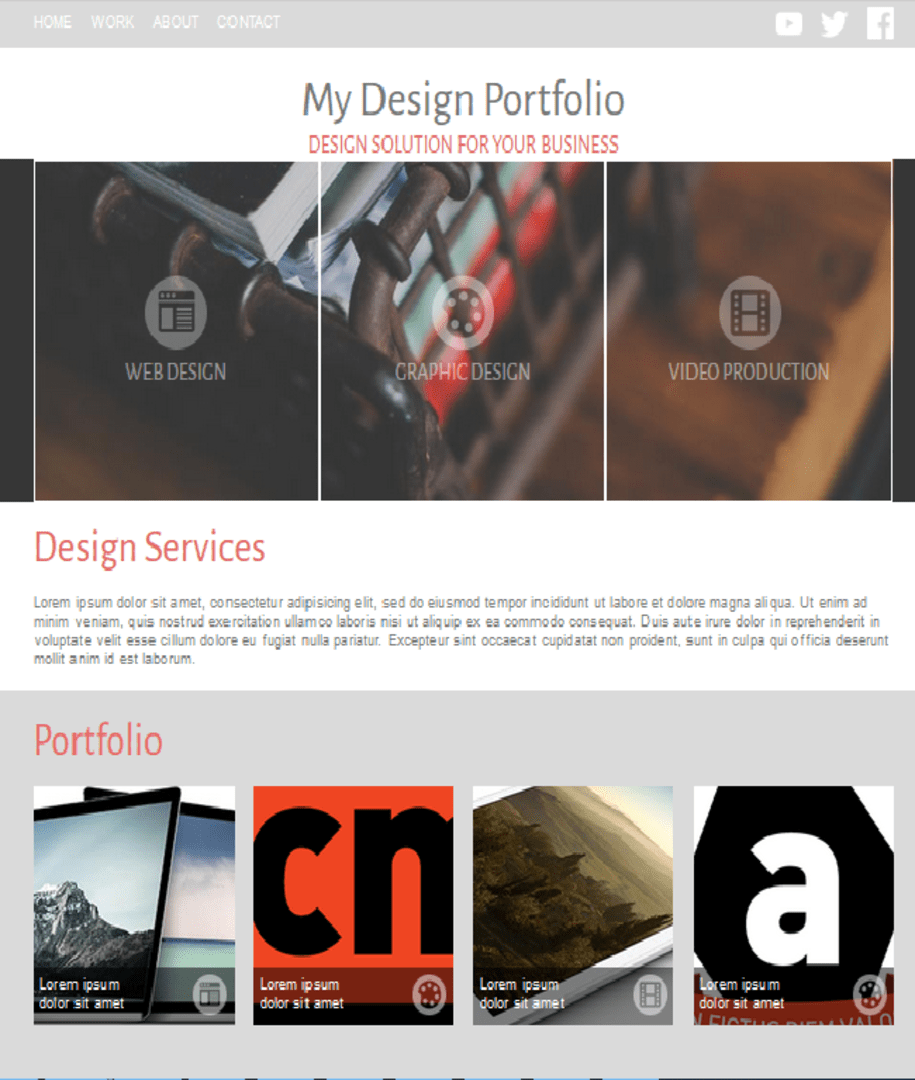 HOME WORK ABOUT CONTACT
My Design Portfolio
DESIGN SOLUTION FOR YOUR BUSINESS
WEB DESIGN
GRAPHIC DESIGN
VIDEO PRODUCTION
Design Services
Lorem ipsum dolor sit amet, consectetur adipisicing elit, sed do eiusmod tempor incididunt ut labore et dolore magna aliqua. Ut enim ad
minim veniam, quis nostrud exercitation ullamco laboris nisi ut aliquip ex ea commodo consequat. Duis aute irure dolor in reprehenderit in
voluptate velit esse cillum dolore eu fugiat nulla pariatur. Excepteur sint occaecat cupidatat non proident, sunt in culpa qui officia deserunt
mollit anim id est laborum.
Portfolio
cm
a
Lorem ipsum
dolor sit amet
Lorem ipsum
dolor sit amet
Lorem ipsum
dolor sit amet
Lorem ipsum
dolor sit amet